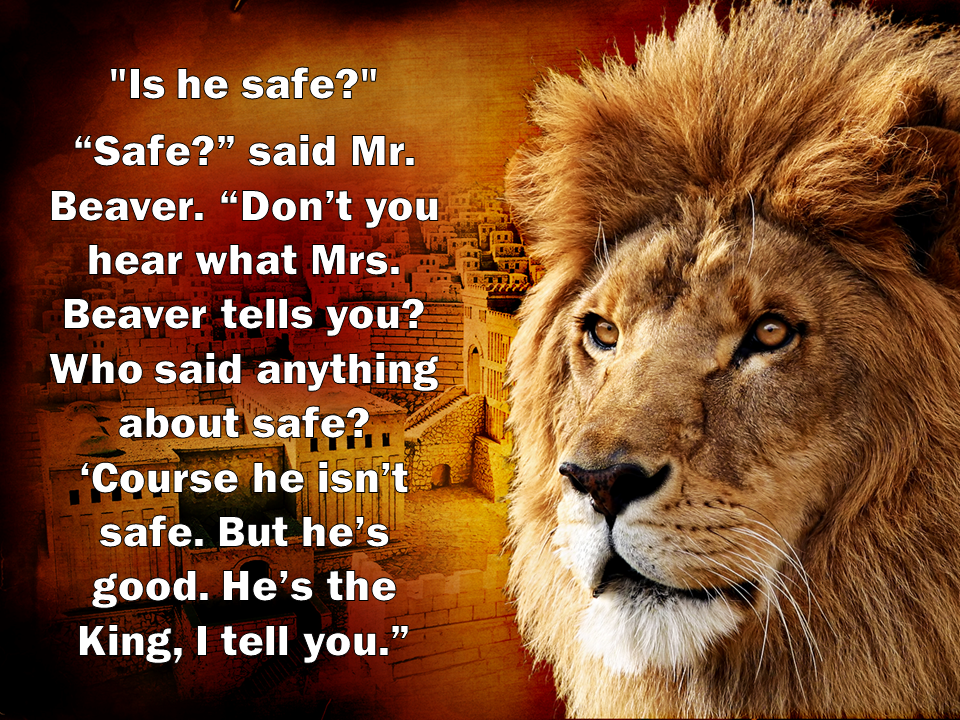 "Is he safe?"
“Safe?” said Mr.
Beaver. “Don’t you
hear what Mrs.
Beaver tells you?
Who said anything
about safe?
‘Course he isn’t
safe. But he’s
good. He’s the
King, I tell you.”